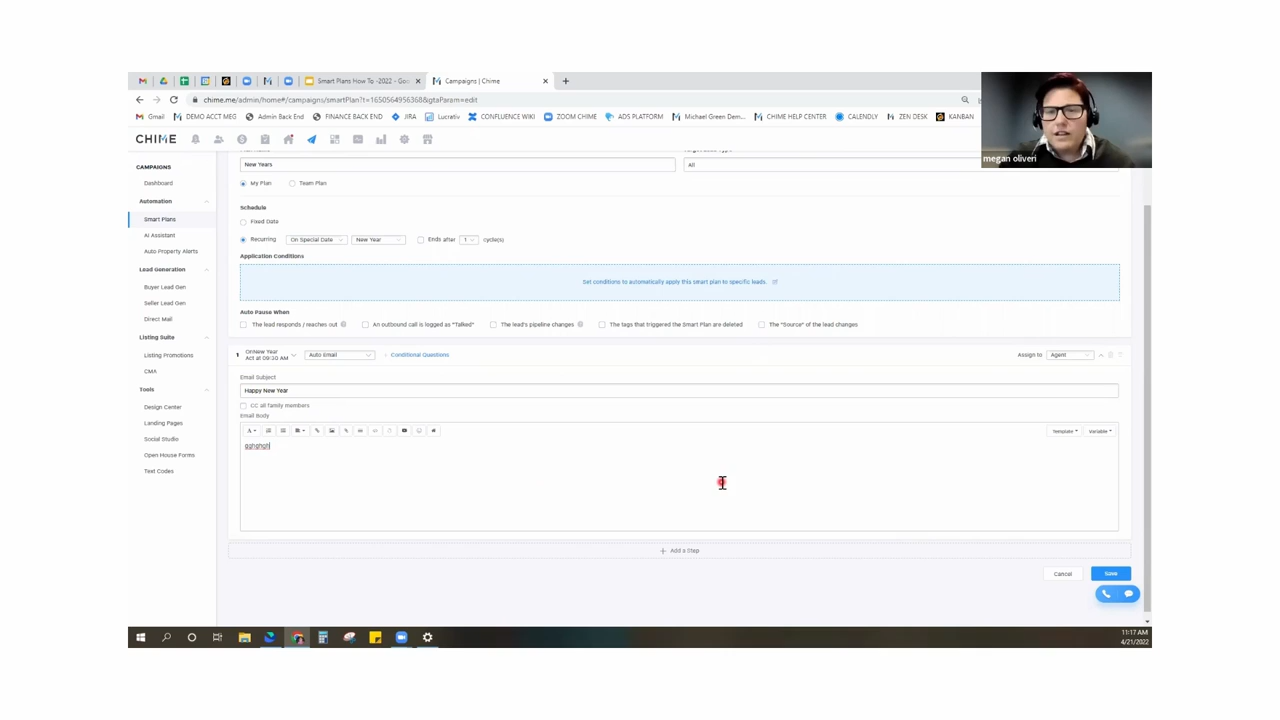 Smart Plans How To -2022 - Goo
Campaigns | Chime
chime.me/admin/home#/campaigns/smartPlan?t=1650564956368&gtaParam=edit
Gmail DEMO ACCT MEG Admin Back End FINANCE BACK END JIRA Lucrativ CONFLUENCE WIKI ZOOM CHIME ADS PLATFORM Michael Green Dem... CHIME HELP CENTER CALENDLY ZEN DESK KANBAN
megan oliveri
CHIME
CAMPAIGNS
Dashboard
Automation
Smart Plans
AI Assistant
Auto Property Alerts
Lead Generation
Buyer Lead Gen
Seller Lead Gen
Direct Mail
Listing Suite
Listing Promotions
CMA
Tools
Design Center
Landing Pages
Social Studio
Open House Forms
Text Codes
New Years
All
My Plan Team Plan
Schedule
Fixed Date
Recurring On Special Date New Year Ends after 1 cycle(s)
Application Conditions
Set conditions to automatically apply this smart plan to specific leads.
Auto Pause When
The lead responds / reaches out An outbound call is logged as "Talked" The lead's pipeline changes The tags that triggered the Smart Plan are deleted The "Source" of the lead changes
1 On New Year
Act at 09:30 AM
Auto Email
Conditional Questions
Assign to Agent
Email Subject
Happy New Year
CC all family members
Email Body
Template Variable
+ Add a Step
Cancel Save
11:17 AM
4/21/2022